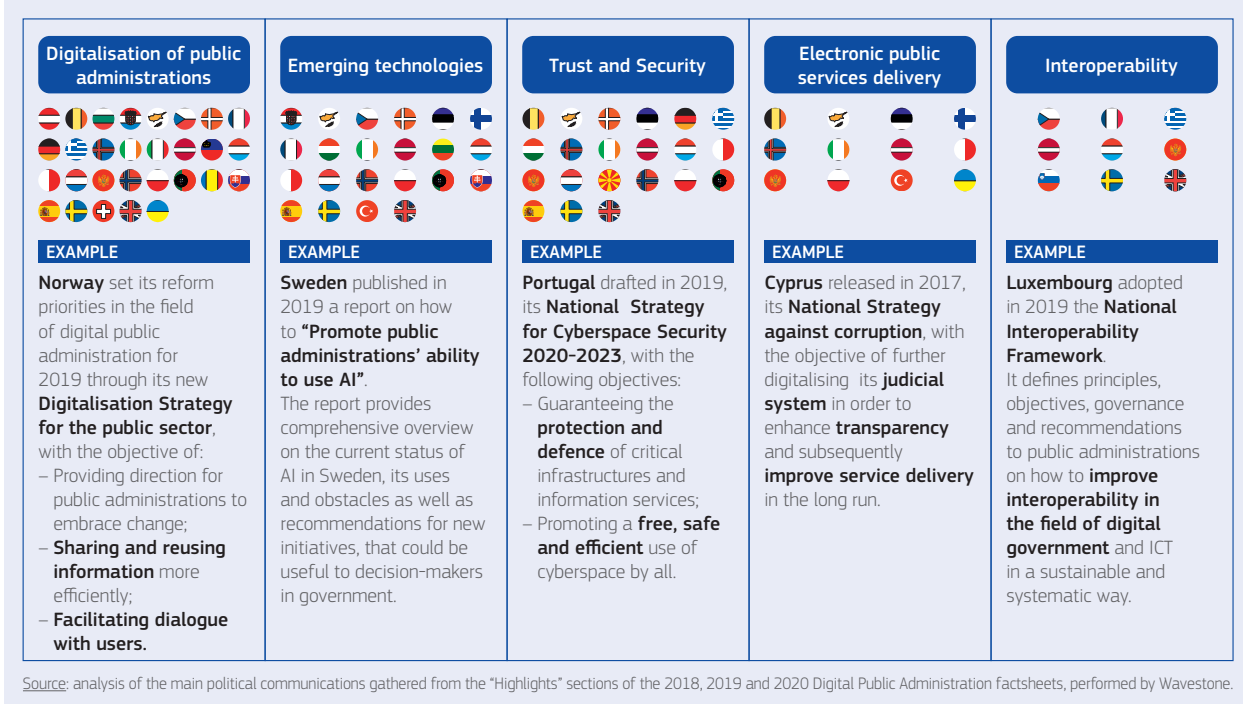 Digitalisation of public
administrations
EXAMPLE
Norway set its reform
priorities in the field
of digital public
administration for
2019 through its new
Digitalisation Strategy
for the public sector,
with the objective of:
– Providing direction for
public administrations to
embrace change;
– Sharing and reusing
information more
efficiently;
– Facilitating dialogue
with users.
Emerging technologies
EXAMPLE
Sweden published in
2019 a report on how
to “Promote public
administrations’ ability
to use AI”.
The report provides
comprehensive overview
on the current status of
AI in Sweden, its uses
and obstacles as well as
recommendations for new
initiatives, that could be
useful to decision-makers
in government.
Trust and Security
EXAMPLE
Portugal drafted in 2019,
its National Strategy
for Cyberspace Security
2020-2023, with the
following objectives:
– Guaranteeing the
protection and
defence of critical
infrastructures and
information services;
– Promoting a free, safe
and efficient use of
cyberspace by all.
Electronic public
services delivery
EXAMPLE
Cyprus released in 2017,
its National Strategy
against corruption, with
the objective of further
digitalising its judicial
system in order to
enhance transparency
and subsequently
improve service delivery
in the long run.
Interoperability
EXAMPLE
Luxembourg adopted
in 2019 the National
Interoperability
Framework.
It defines principles,
objectives, governance
and recommendations
to public administrations
on how to improve
interoperability in
the field of digital
government and ICT
in a sustainable and
systematic way.
Source: analysis of the main political communications gathered from the “Highlights” sections of the 2018, 2019 and 2020 Digital Public Administration factsheets, performed by Wavestone.